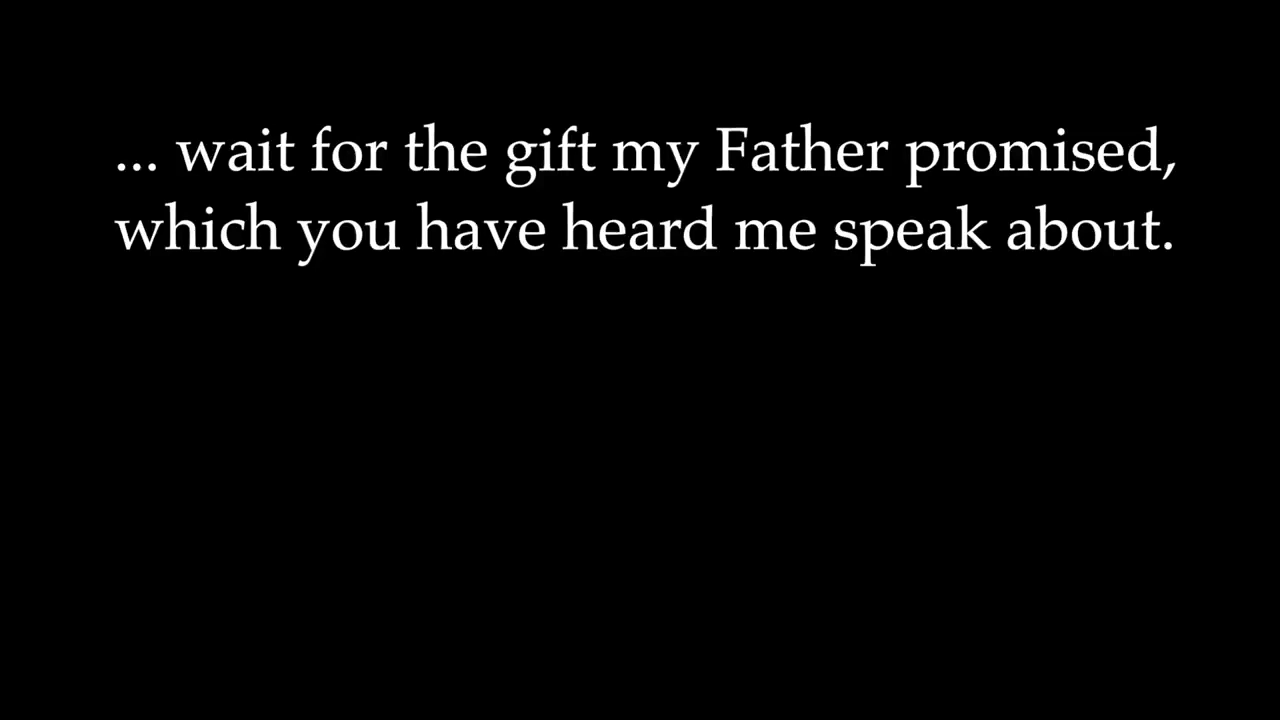 ... wait for the gift my Father promised,
which you have heard me speak about.